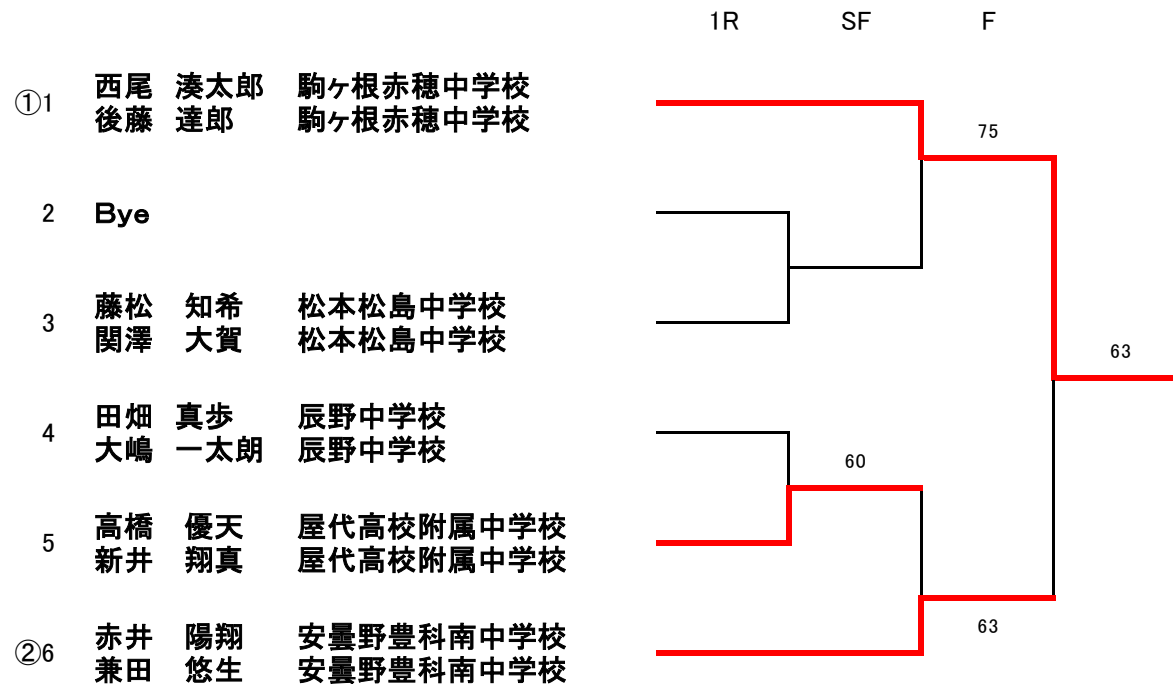 1R SF F
①1 西尾 湊太郎 駒ヶ根赤穂中学校
後藤 達郎 駒ヶ根赤穂中学校
75
2 Bye
3 藤松 知希 松本松島中学校
関澤 大賀 松本松島中学校
63
4 田畑 真歩 辰野中学校
大嶋 一太朗 辰野中学校
60
5 高橋 優天 屋代高校附属中学校
新井 翔真 屋代高校附属中学校
②6 赤井 陽翔 安曇野豊科南中学校
兼田 悠生 安曇野豊科南中学校
63